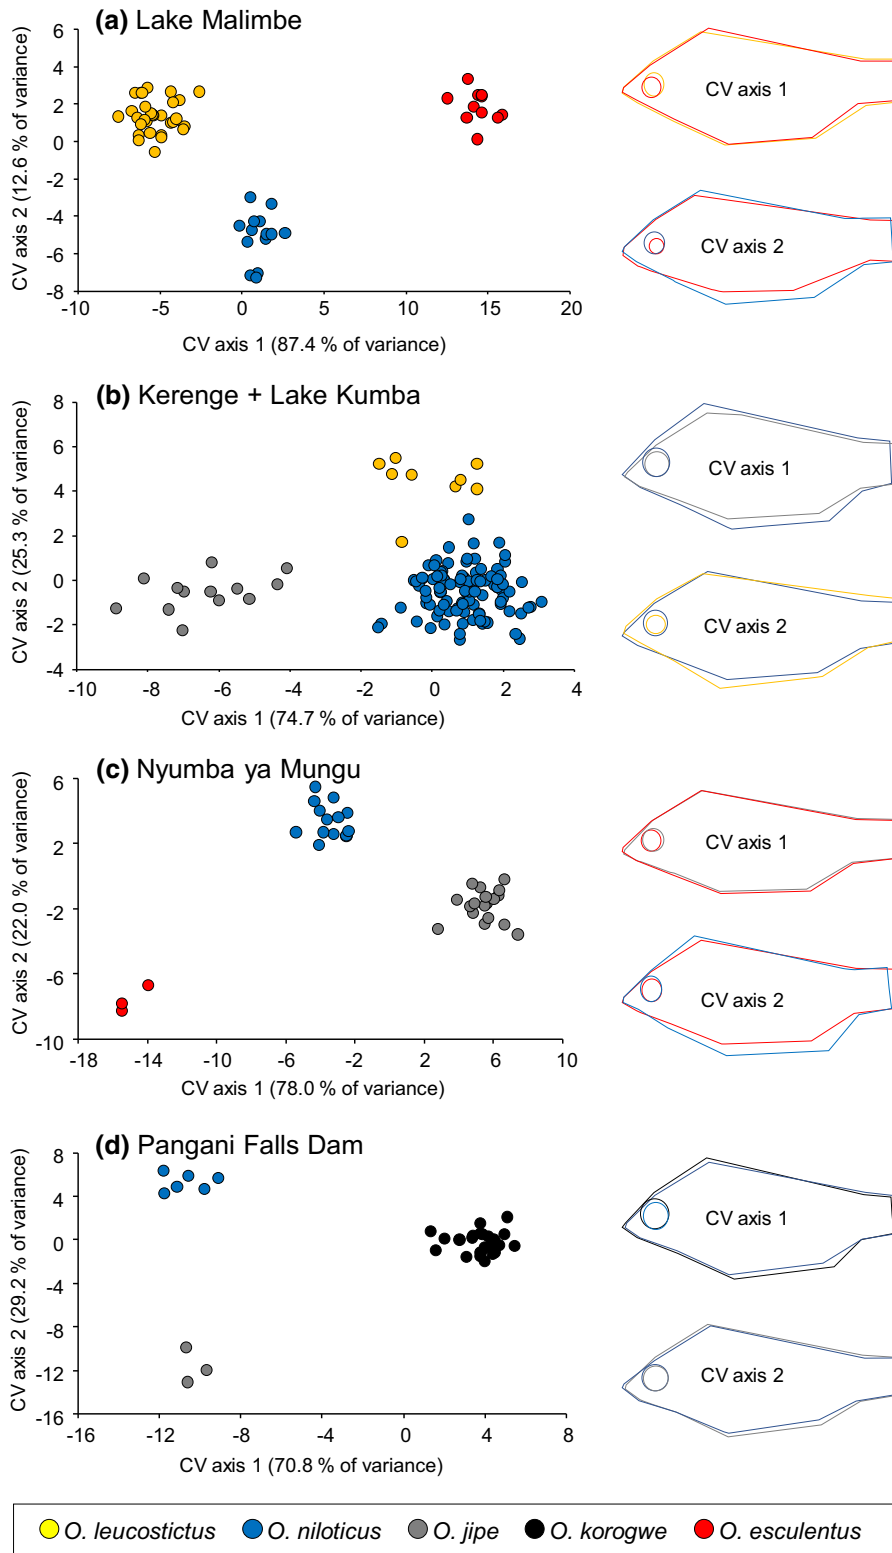 (a) Lake Malimbe
CV axis 2 (12.6 % of variance)
6
4
2
0
-2
-4
-6
-8
-10 -5 0 5 10 15 20
CV axis 1 (87.4 % of variance)
CV axis 1
CV axis 2
(b) Kerenge + Lake Kumba
CV axis 2 (25.3 % of variance)
8
6
4
2
0
-2
-4
-10 -8 -6 -4 -2 0 2 4
CV axis 1 (74.7 % of variance)
CV axis 1
CV axis 2
(c) Nyumba ya Mungu
CV axis 2 (22.0 % of variance)
6
2
-2
-6
-10
-18 -14 -10 -6 -2 2 6 10
CV axis 1 (78.0 % of variance)
CV axis 1
CV axis 2
(d) Pangani Falls Dam
CV axis 2 (29.2 % of variance)
8
4
0
-4
-8
-12
-16
-16 -12 -8 -4 0 4 8
CV axis 1 (70.8 % of variance)
CV axis 1
CV axis 2
O. leucostictus O. niloticus O. jipe O. korogwe O. esculentus